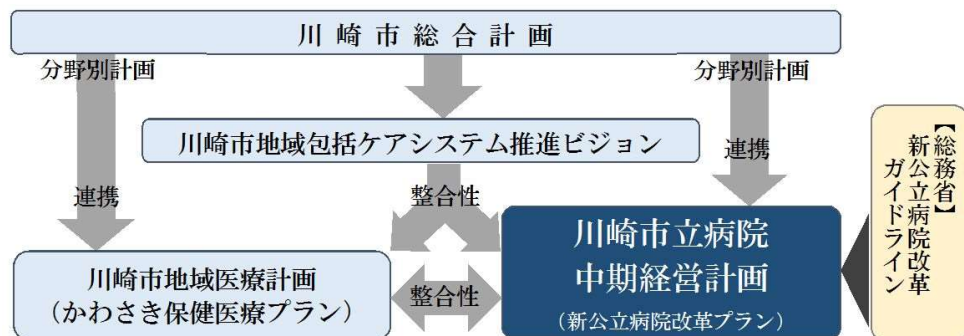 川崎市総合計画
分野別計画
分野別計画
川崎市地域包括ケアシステム推進ビジョン
連携
整合性
連携
川崎市地域医療計画
（かわさき保健医療プラン）
整合性
川崎市立病院
中期経営計画
（新公立病院改革プラン）
【総務省】
新公立病院改革
ガイドライン